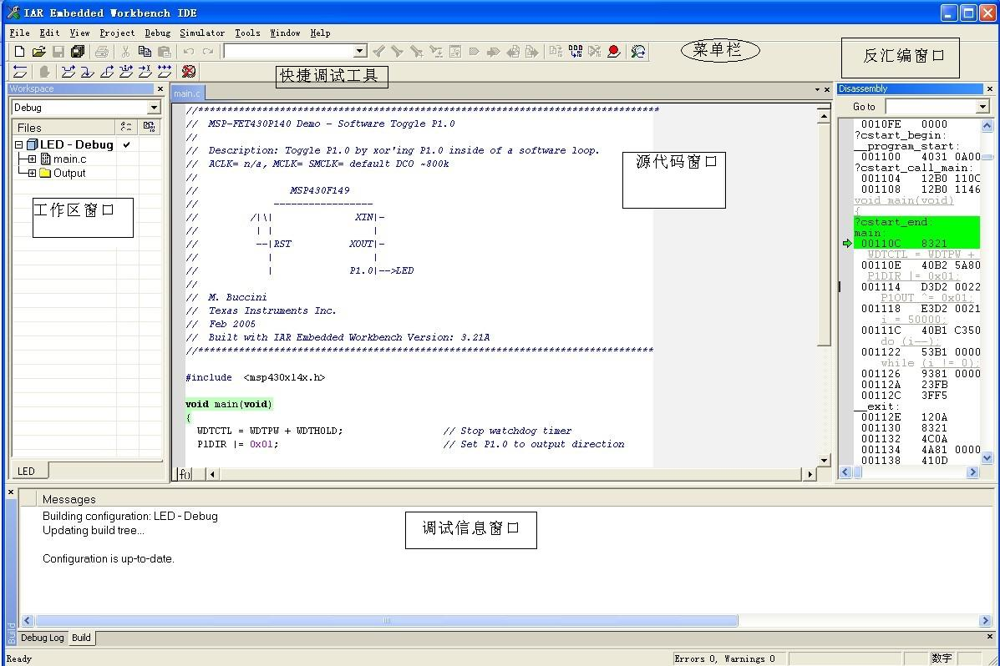 IAR Embedded Workbench IDE
File Edit View Project Debug Simulator Tools Window Help
菜单栏
反汇编窗口
快捷调试工具
Workspace
Debug
Files
LED - Debug
main.c
Output
工作区窗口
LED
main.c
//********************************************************************************
//  MSP-FET430P140 Demo - Software Toggle P1.0
//
//  Description: Toggle P1.0 by xor'ing P1.0 inside of a software loop.
//  ACLK= n/a, MCLK= SMCLK= default DCO ~800k
//
//                MSP430F149
//             -----------------
//         /|\|              XIN|-
//          | |                 |
//          --|RST          XOUT|-
//            |                 |
//            |             P1.0|-->LED
//
//  M. Buccini
//  Texas Instruments Inc.
//  Feb 2005
//  Built with IAR Embedded Workbench Version: 3.21A
//*******************************************************************************
#include  <msp430x14x.h>
void main(void)
{
WDTCTL = WDTPW + WDTHOLD;                 // Stop watchdog timer
P1DIR |= 0x01;                            // Set P1.0 to output direction
源代码窗口
f0
Disassembly
Go to
0010FE 0000
?cstart_begin:
__program_start:
001100 4031 0A00
?cstart_call_main:
001104 12B0 110C
001108 12B0 1146
void main(void)
{
?cstart_end:
main:
00110C 8321
WDTCTL = WDTPW +
00110E 40B2 5A80
P1DIR |= 0x01;
001114 D3D2 0022
P1OUT ^= 0x01;
001118 E3D2 0021
i = 50000;
00111C 40B1 C350
do (i--);
001122 53B1 0000
while (i != 0);
001126 9381 0000
00112A 23FB
00112C 3FF5
__exit:
00112E 120A
001130 8321
001132 4C0A
001134 4A81 0000
001138 410D
Messages
Building configuration: LED - Debug
Updating build tree...
Configuration is up-to-date.
调试信息窗口
Build
Debug Log Build
Ready
Errors 0, Warnings 0
数字